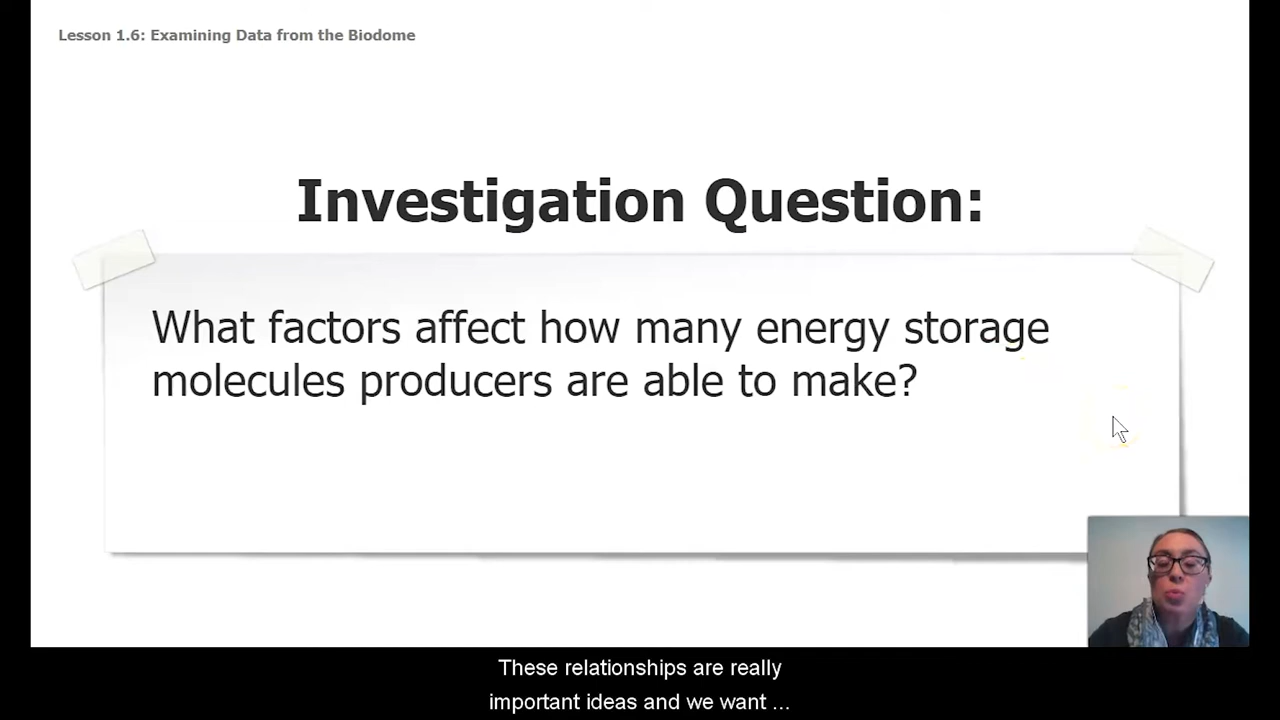 Lesson 1.6: Examining Data from the Biodome
Investigation Question:
What factors affect how many energy storage
molecules producers are able to make?
These relationships are really
important ideas and we want ...